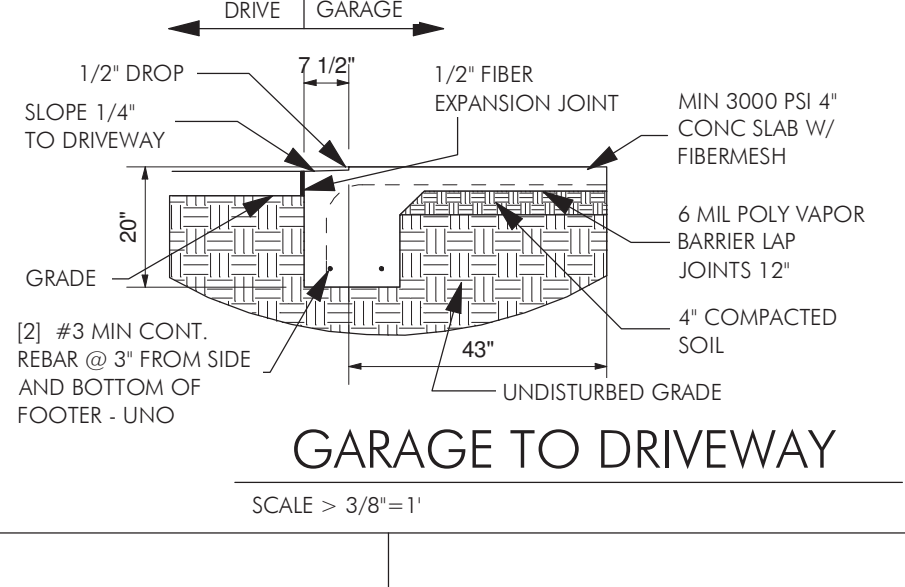 DRIVE GARAGE
7 1/2"
1/2" DROP
SLOPE 1/4"
TO DRIVEWAY
1/2" FIBER
EXPANSION JOINT
MIN 3000 PSI 4"
CONC SLAB W/
FIBERMESH
20"
GRADE
6 MIL POLY VAPOR
BARRIER LAP
JOINTS 12"
[2] #3 MIN CONT.
REBAR @ 3" FROM SIDE
AND BOTTOM OF
FOOTER - UNO
43"
4" COMPACTED
SOIL
UNDISTURBED GRADE
GARAGE TO DRIVEWAY
SCALE > 3/8"=1'